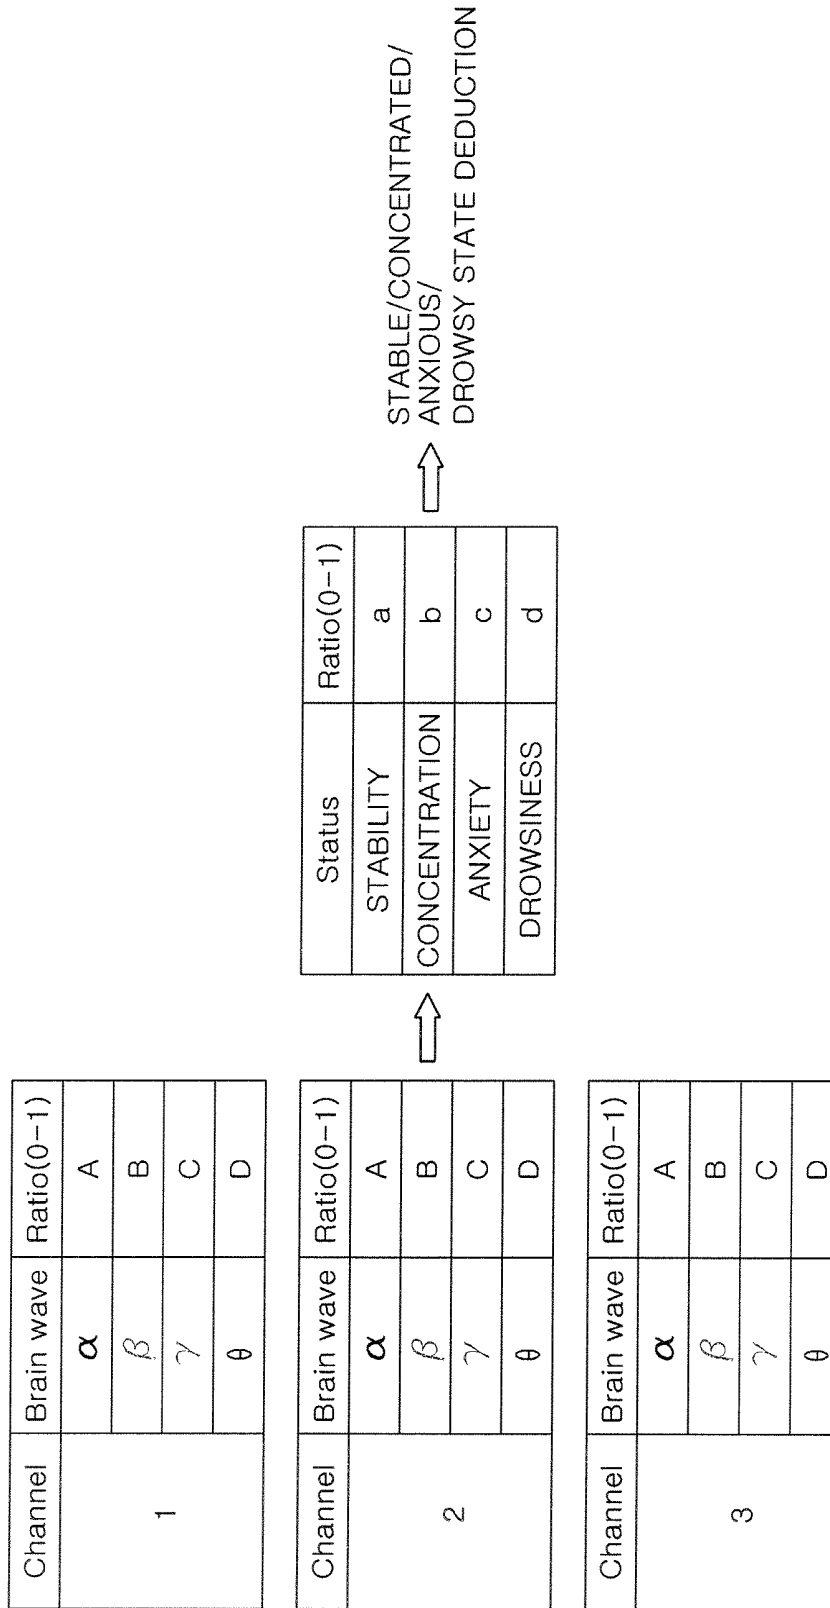 Channel Brain wave Ratio(0-1)
1
α A
β B
γ C
θ D
Channel Brain wave Ratio(0-1)
2
α A
β B
γ C
θ D
Channel Brain wave Ratio(0-1)
3
α A
β B
γ C
θ D
Status Ratio(0-1)
STABILITY a
CONCENTRATION b
ANXIETY c
DROWSINESS d
STABLE/CONCENTRATED/
ANXIOUS/
DROWSY STATE DEDUCTION